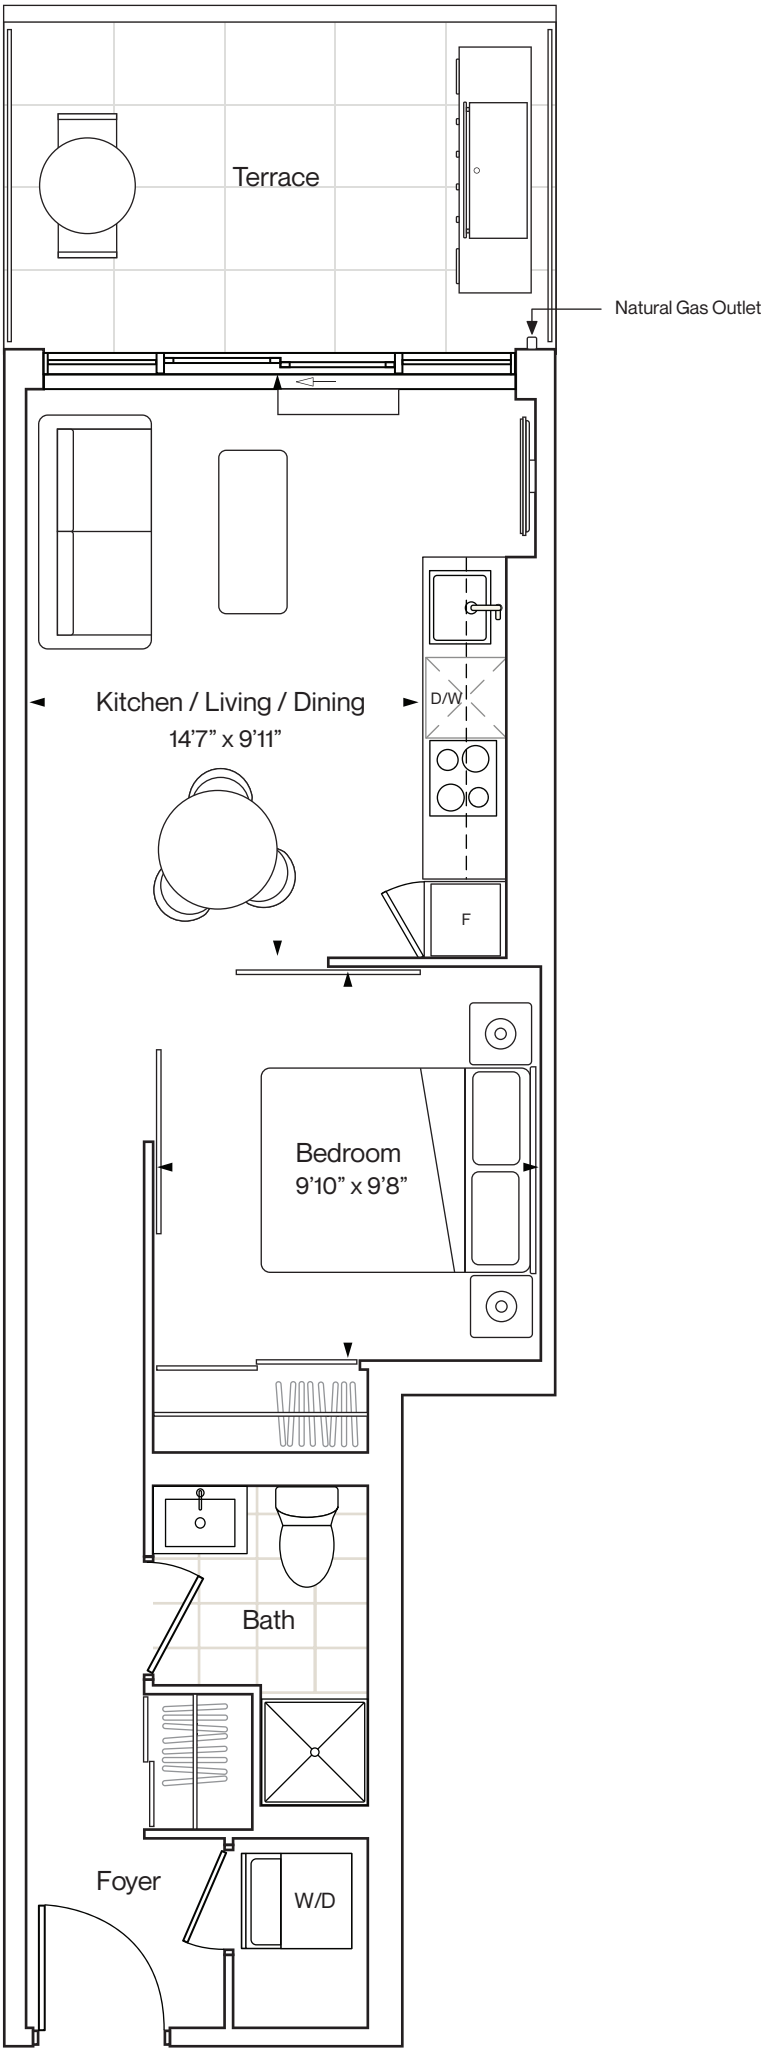 Terrace
Natural Gas Outlet
D/W
Kitchen / Living / Dining
14’7” x 9’11”
F
Bedroom
9’10” x 9’8”
Bath
Foyer
W/D